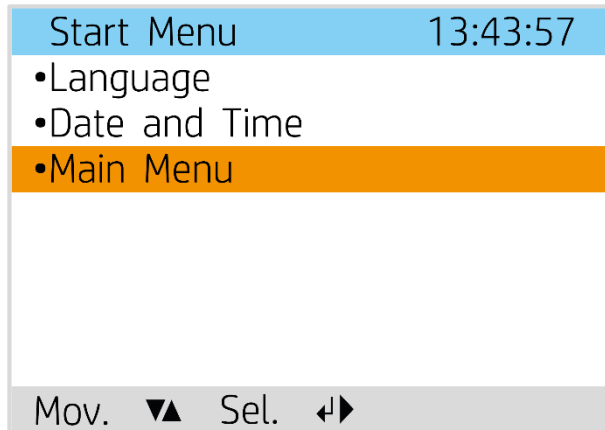 Start Menu 13:43:57
•Language
•Date and Time
•Main Menu
Mov. ▼▲ Sel. ↲▶